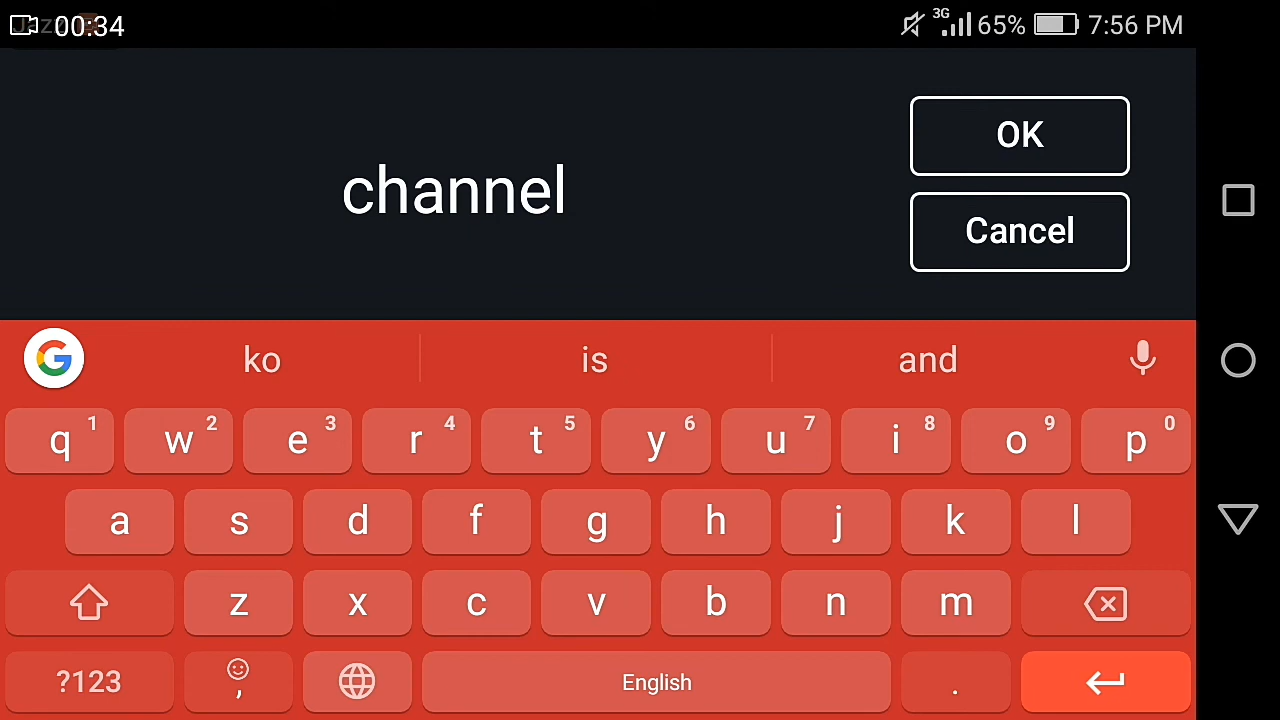 00:34 3G 65% 7:56 PM
OK
channel
Cancel
G ko is and
q 1 w 2 e 3 r 4 t 5 y 6 u 7 i 8 o 9 p 0
a s d f g h j k l
z x c v b n m
?123 , English .